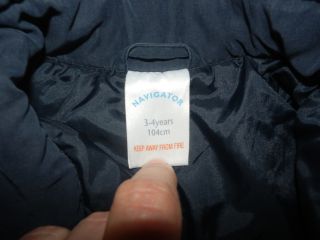 NAVIGATOR
3-4years
104cm
KEEP AWAY FROM FIRE